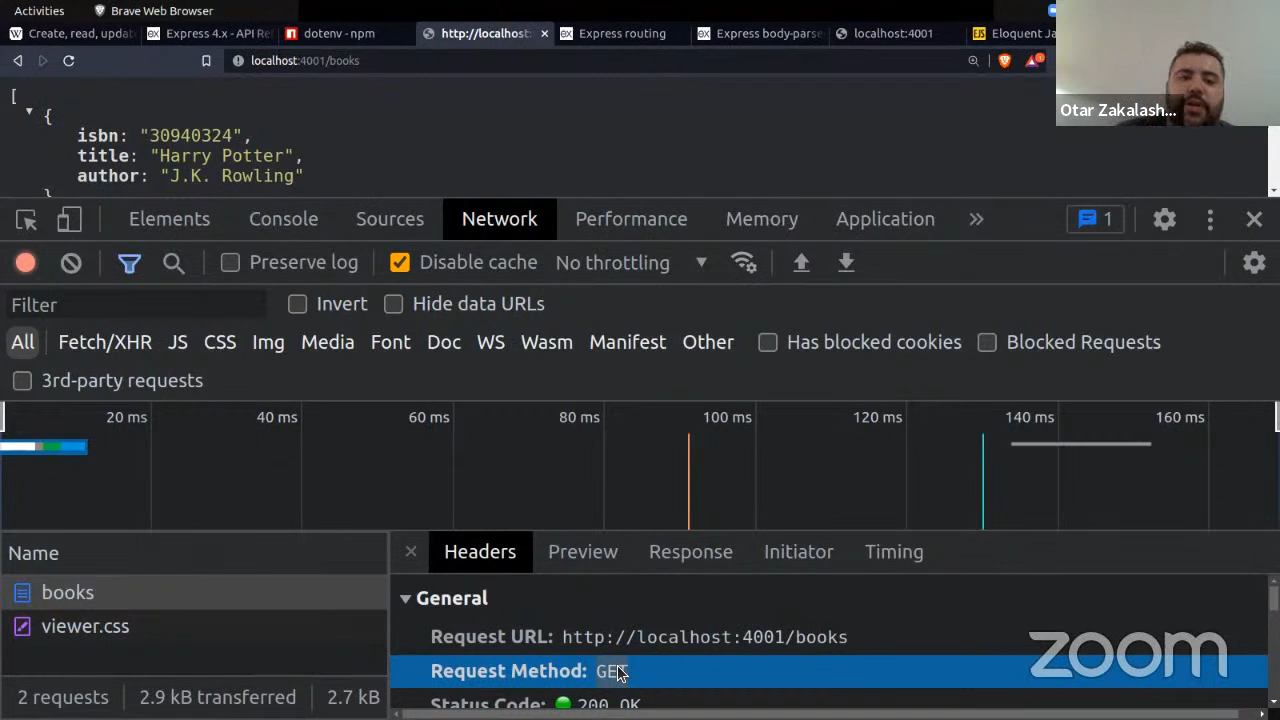 Activities Brave Web Browser
Create, read, updat Express 4.x - API Re dotenv - npm http://localhost: Express routing Express body-parse localhost:4001 Eloquent Ja
localhost:4001/books
[
{
isbn: "30940324",
title: "Harry Potter",
author: "J.K. Rowling"
}
Otar Zakalash...
Elements Console Sources Network Performance Memory Application 1
Preserve log Disable cache No throttling
Filter Invert Hide data URLs
All Fetch/XHR JS CSS Img Media Font Doc WS Wasm Manifest Other Has blocked cookies Blocked Requests
3rd-party requests
20 ms 40 ms 60 ms 80 ms 100 ms 120 ms 140 ms 160 ms
Name Headers Preview Response Initiator Timing
books
viewer.css
General
Request URL: http://localhost:4001/books
Request Method: GET
Status Code: 200 OK
2 requests 2.9 kB transferred 2.7 kB
zoom